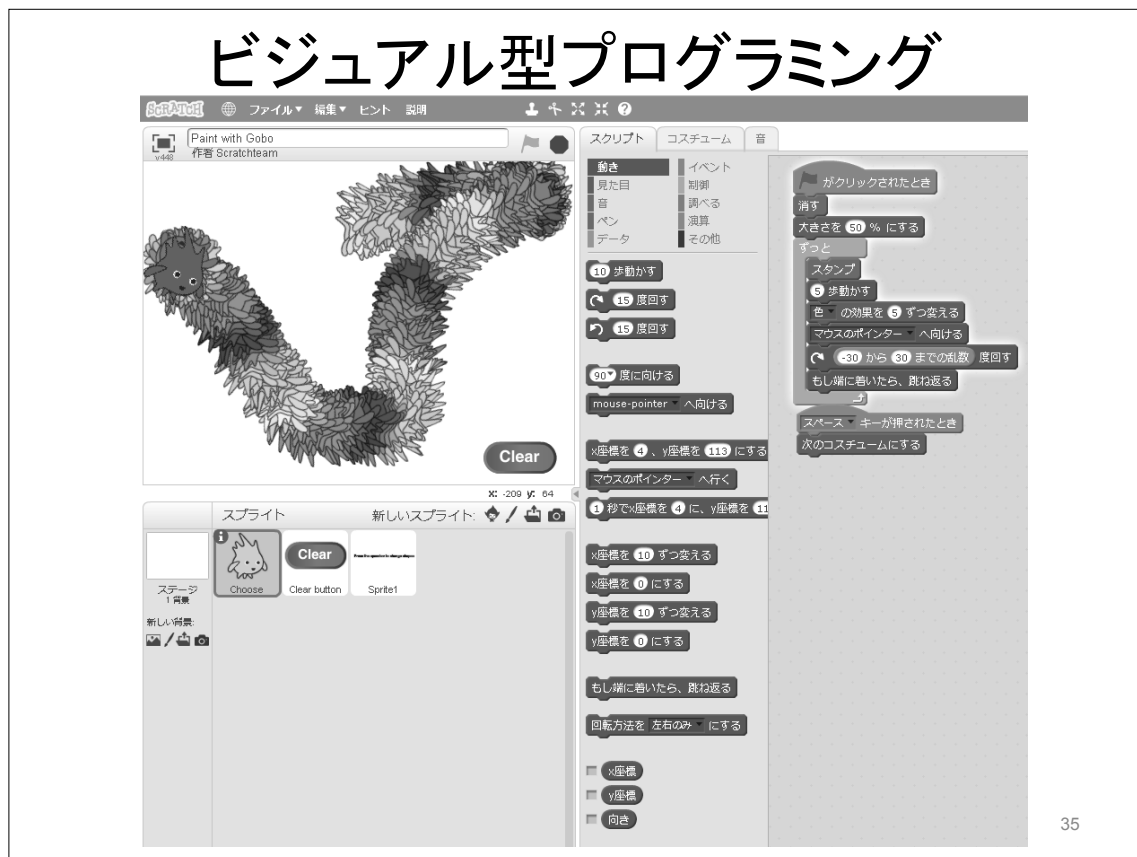 ビジュアル型プログラミング
SCRATCH ファイル▼ 編集▼ ヒント 説明
v448
Paint with Gobo
作者 Scratchteam
Clear
x: -209 y: 64
スプライト 新しいスプライト:
ステージ
1 背景
新しい背景:
Clear
Choose
Clear button
Sprite1
スクリプト コスチューム 音
動き イベント
見た目 制御
音 調べる
ペン 演算
データ その他
10 歩動かす
15 度回す
15 度回す
90▼ 度に向ける
mouse-pointer へ向ける
x座標を 4 、y座標を 113 にする
マウスのポインター へ行く
1 秒でx座標を 4 に、y座標を 11
x座標を 10 ずつ変える
x座標を 0 にする
y座標を 10 ずつ変える
y座標を 0 にする
もし端に着いたら、跳ね返る
回転方法を 左右のみ にする
x座標
y座標
向き
がクリックされたとき
消す
大きさを 50 % にする
ずっと
スタンプ
5 歩動かす
色 の効果を 5 ずつ変える
マウスのポインター へ向ける
-30 から 30 までの乱数 度回す
もし端に着いたら、跳ね返る
スペース キーが押されたとき
次のコスチュームにする
35